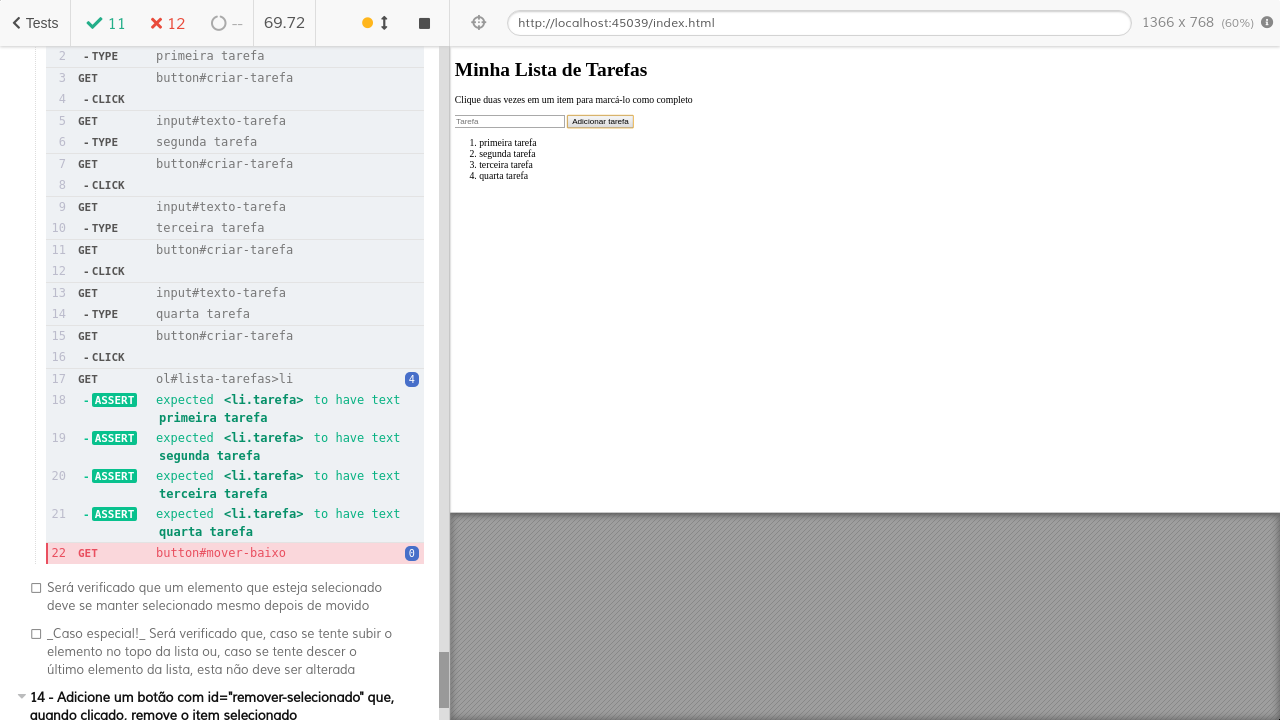 Tests
11
12
--
69.72
http://localhost:45039/index.html
1366 x 768 (60%)
2 - TYPE primeira tarefa
3 GET button#criar-tarefa
4 - CLICK
5 GET input#texto-tarefa
6 - TYPE segunda tarefa
7 GET button#criar-tarefa
8 - CLICK
9 GET input#texto-tarefa
10 - TYPE terceira tarefa
11 GET button#criar-tarefa
12 - CLICK
13 GET input#texto-tarefa
14 - TYPE quarta tarefa
15 GET button#criar-tarefa
16 - CLICK
17 GET ol#lista-tarefas>li 4
18 - ASSERT expected <li.tarefa> to have text
primeira tarefa
19 - ASSERT expected <li.tarefa> to have text
segunda tarefa
20 - ASSERT expected <li.tarefa> to have text
terceira tarefa
21 - ASSERT expected <li.tarefa> to have text
quarta tarefa
22 GET button#mover-baixo 0
Será verificado que um elemento que esteja selecionado
deve se manter selecionado mesmo depois de movido
_Caso especial!_ Será verificado que, caso se tente subir o
elemento no topo da lista ou, caso se tente descer o
último elemento da lista, esta não deve ser alterada
14 - Adicione um botão com id="remover-selecionado" que,
quando clicado, remove o item selecionado
Minha Lista de Tarefas
Clique duas vezes em um item para marcá-lo como completo
Tarefa Adicionar tarefa
1. primeira tarefa
2. segunda tarefa
3. terceira tarefa
4. quarta tarefa